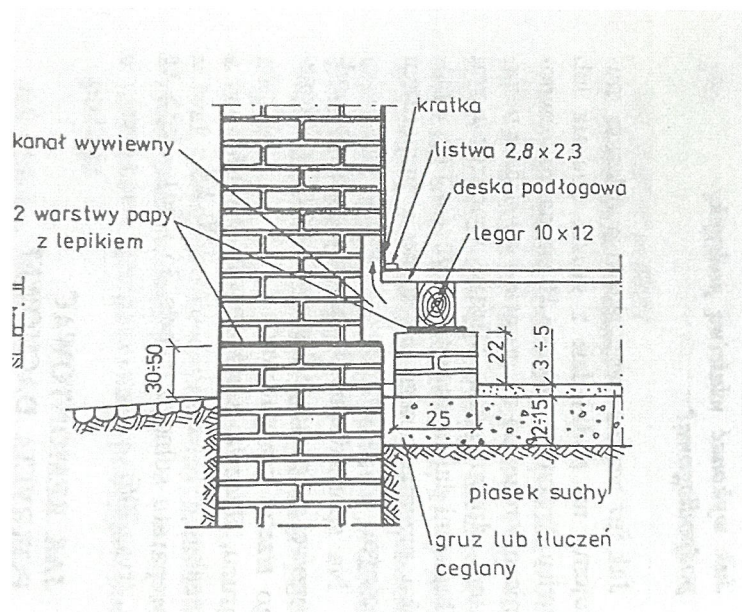 kratka
kanał wywiewny
listwa 2,8 x 2,3
deska podłogowa
2 warstwy papy
z lepikiem
legar 10 x 12
30÷50
22
3÷5
25
12÷15
piasek suchy
gruz lub tłuczeń
ceglany